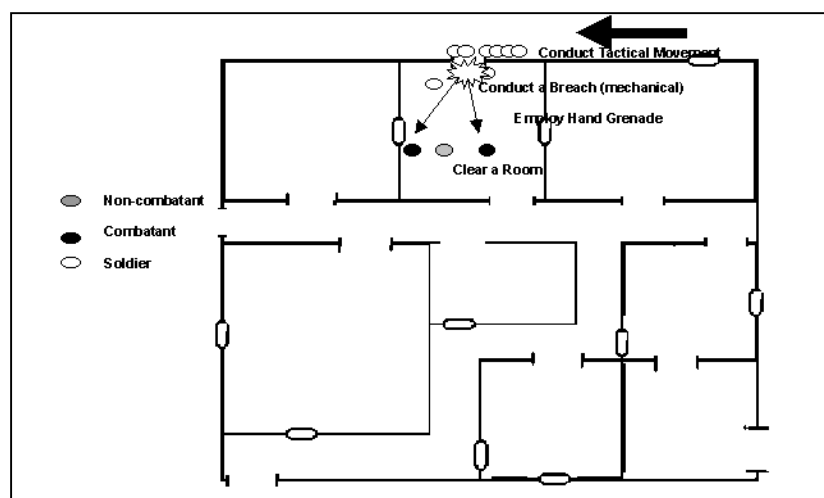 Conduct Tactical Movement
Conduct a Breach (mechanical)
Employ Hand Grenade
Clear a Room
Non-combatant
Combatant
Soldier